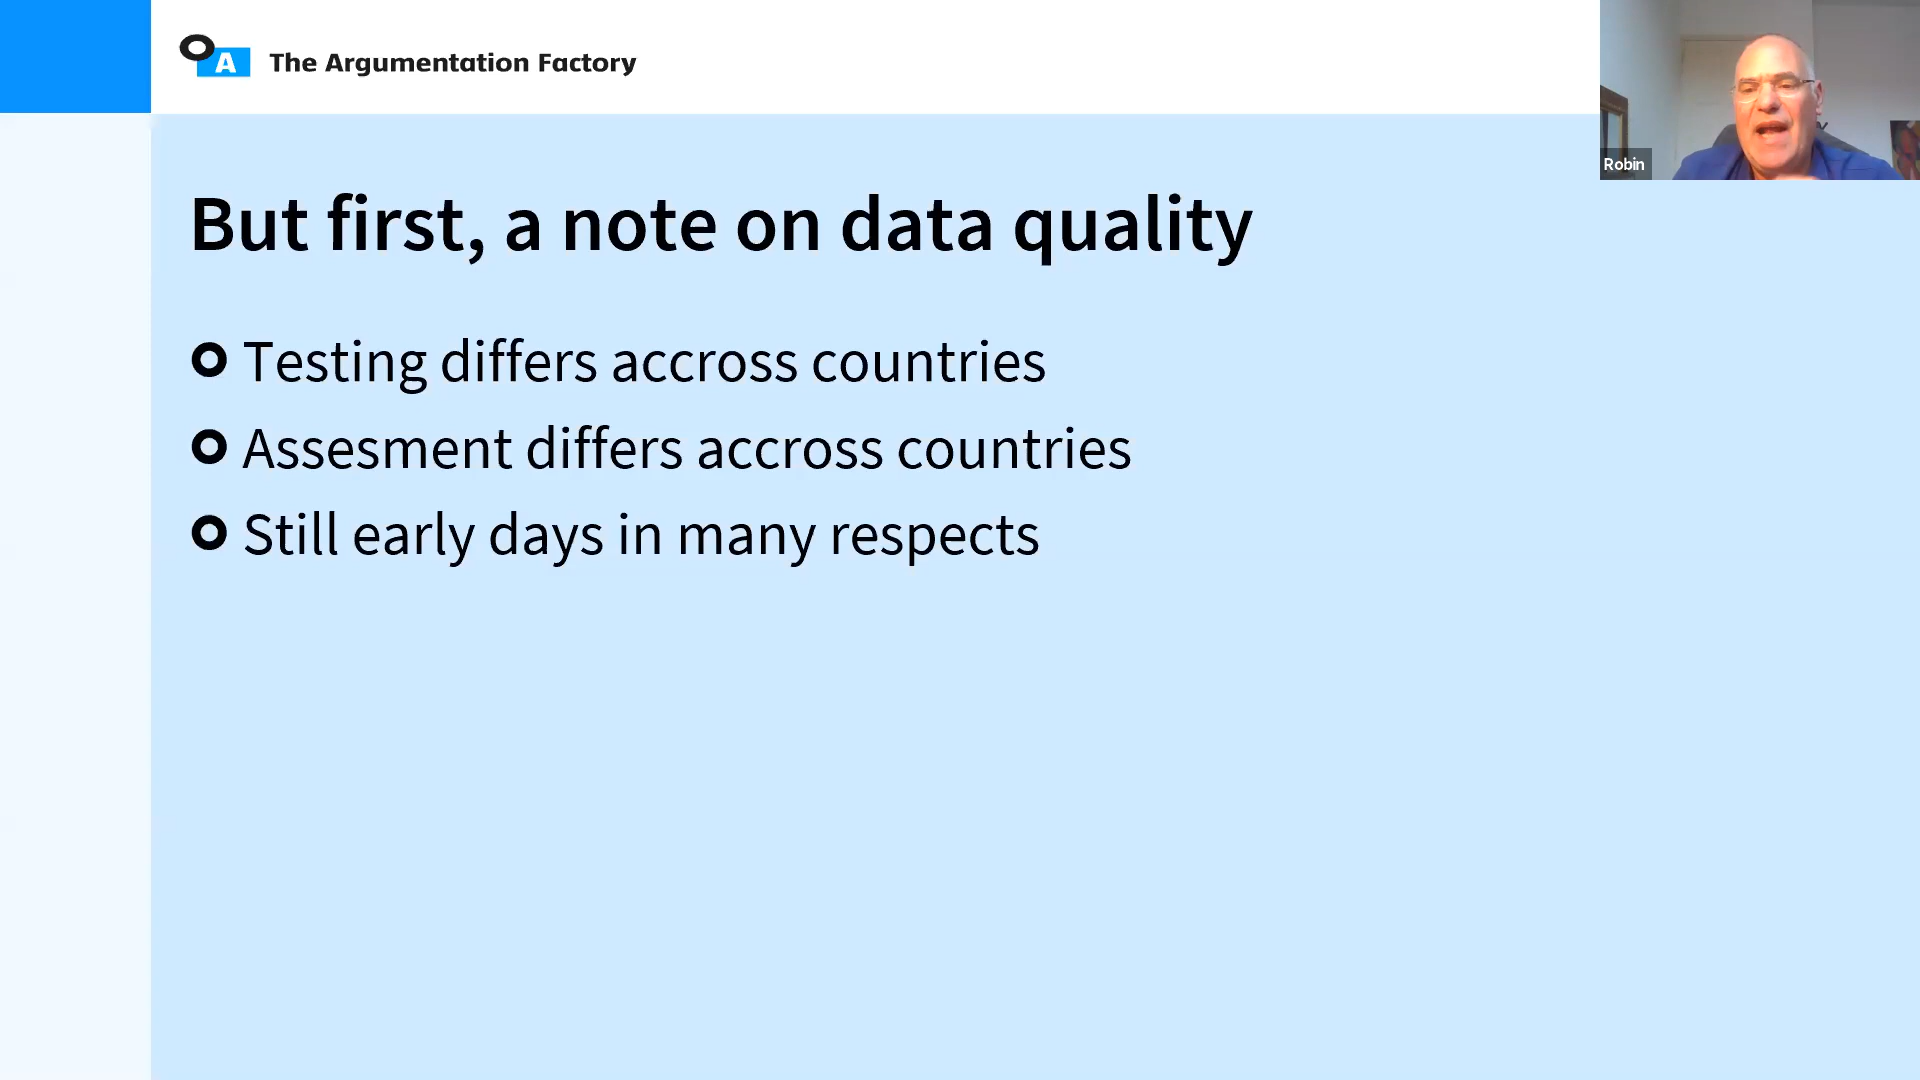 A The Argumentation Factory
Robin
But first, a note on data quality
Testing differs accross countries
Assesment differs accross countries
Still early days in many respects